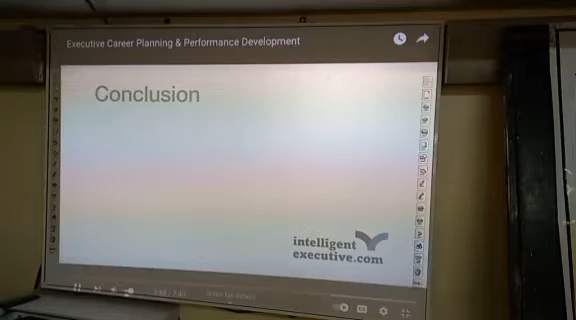 Executive Career Planning & Performance Development
Conclusion
intelligent
executive.com